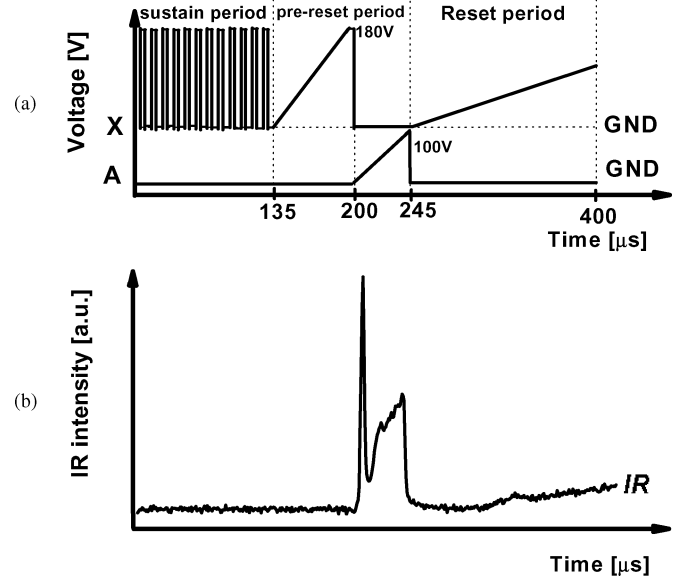 sustain period pre-reset period Reset period
180V
(a)
Voltage [V]
X
GND
100V
A
GND
135 200 245 400
Time [μs]
(b)
IR intensity [a.u.]
IR
Time [μs]